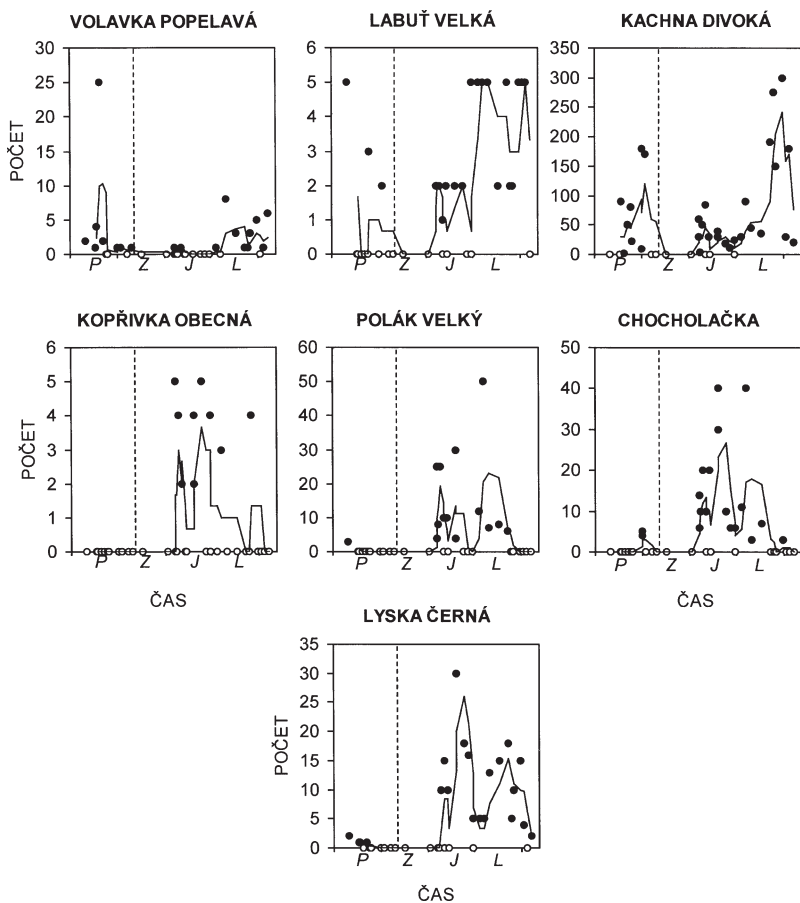 VOLAVKA POPELAVÁ
LABUŤ VELKÁ
KACHNA DIVOKÁ
30
25
20
15
10
5
0
POČET
P Z J L
6
5
4
3
2
1
0
P Z J L
350
300
250
200
150
100
50
0
P Z J L
KOPŘIVKA OBECNÁ
POLÁK VELKÝ
CHOCHOLAČKA
6
5
4
3
2
1
0
POČET
P Z J L
ČAS
60
50
40
30
20
10
0
P Z J L
50
40
30
20
10
0
P Z J L
ČAS
LYSKA ČERNÁ
35
30
25
20
15
10
5
0
POČET
P Z J L
ČAS